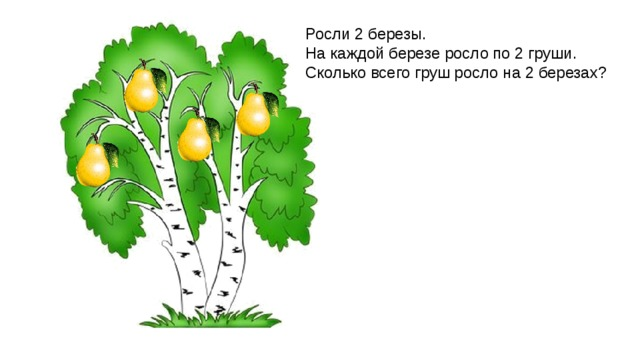 Росли 2 березы.
На каждой березе росло по 2 груши.
Сколько всего груш росло на 2 березах?